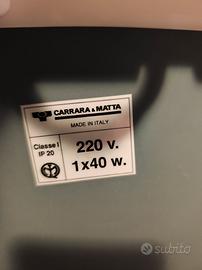 CARRARA & MATTA
MADE IN ITALY
Classe I
IP 20
220 v.
1x40 w.
subito